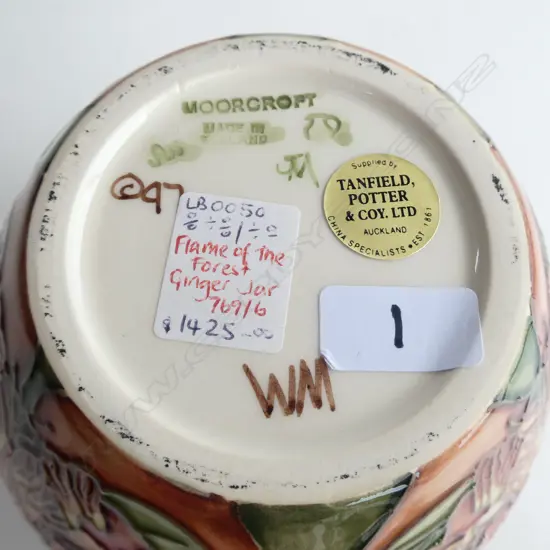 MOORCROFT
MADE IN
ENGLAND
©97
LB0050
Flame of The
Forest
Ginger Jar
769/6
$1425-00
Supplied by
TANFIELD,
POTTER
& COY. LTD
AUCKLAND
CHINA SPECIALISTS • EST 1861
1
WM